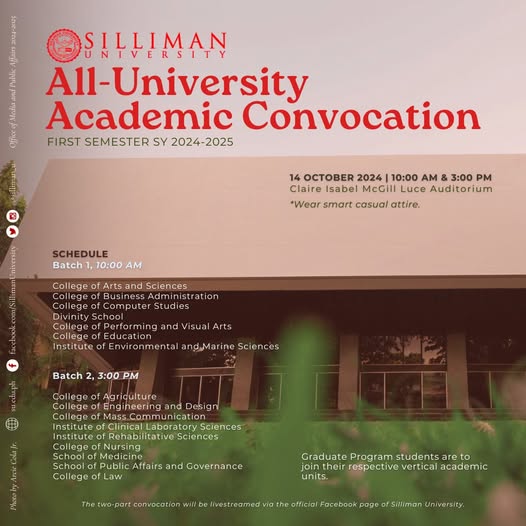 SILLIMAN
UNIVERSITY
All-University
Academic Convocation
FIRST SEMESTER SY 2024-2025
14 OCTOBER 2024 | 10:00 AM & 3:00 PM
Claire Isabel McGill Luce Auditorium
*Wear smart casual attire.
SCHEDULE
Batch 1, 10:00 AM
College of Arts and Sciences
College of Business Administration
College of Computer Studies
Divinity School
College of Performing and Visual Arts
College of Education
Institute of Environmental and Marine Sciences
Batch 2, 3:00 PM
College of Agriculture
College of Engineering and Design
College of Mass Communication
Institute of Clinical Laboratory Sciences
Institute of Rehabilitative Sciences
College of Nursing
School of Medicine
School of Public Affairs and Governance
College of Law
Graduate Program students are to
join their respective vertical academic
units.
The two-part convocation will be livestreamed via the official Facebook page of Silliman University.
Photo by
su.edu.ph
facebook.com/SillimanUniversity
Office of Media and Public Affairs 2024-2025